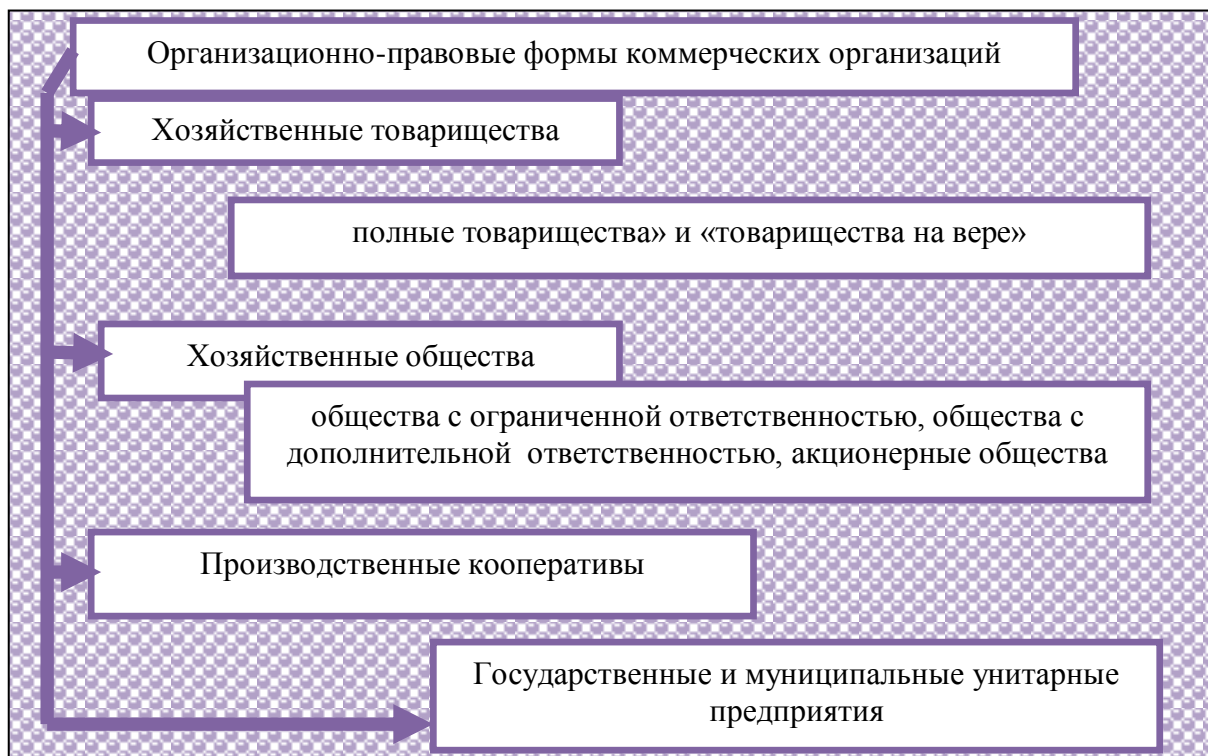 Организационно-правовые формы коммерческих организаций
Хозяйственные товарищества
полные товарищества» и «товарищества на вере»
Хозяйственные общества
общества с ограниченной ответственностью, общества с
дополнительной ответственностью, акционерные общества
Производственные кооперативы
Государственные и муниципальные унитарные
предприятия